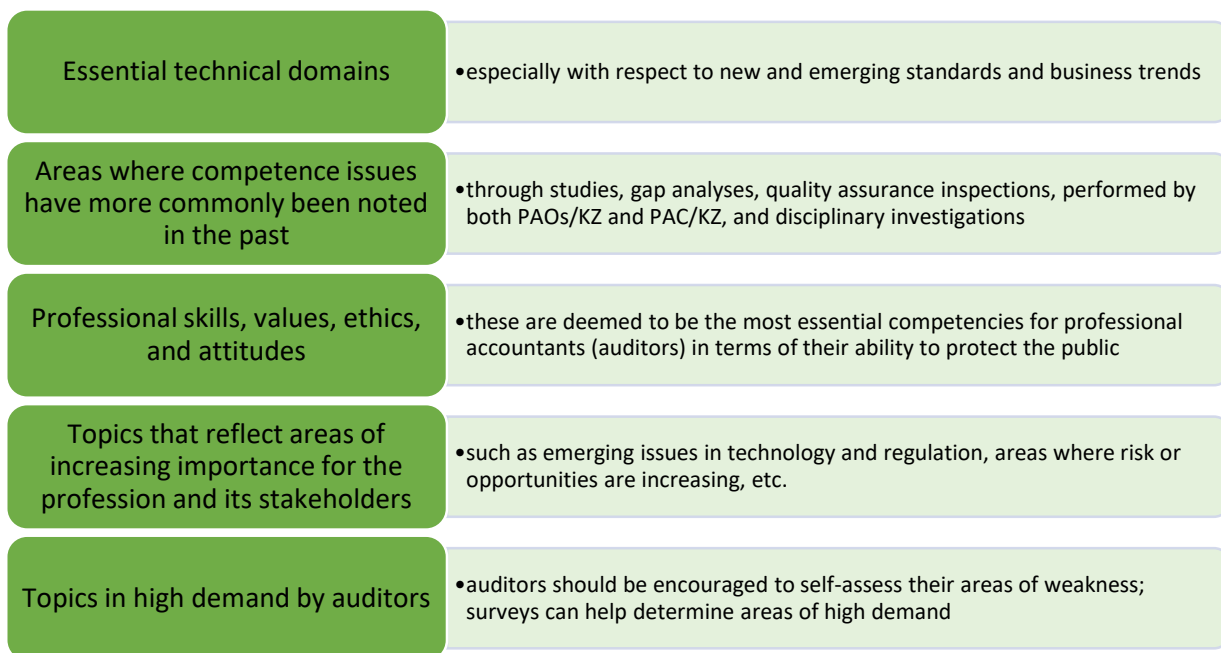 Essential technical domains
•especially with respect to new and emerging standards and business trends
Areas where competence issues
have more commonly been noted
in the past
•through studies, gap analyses, quality assurance inspections, performed by
both PAOs/KZ and PAC/KZ, and disciplinary investigations
Professional skills, values, ethics,
and attitudes
•these are deemed to be the most essential competencies for professional
accountants (auditors) in terms of their ability to protect the public
Topics that reflect areas of
increasing importance for the
profession and its stakeholders
•such as emerging issues in technology and regulation, areas where risk or
opportunities are increasing, etc.
Topics in high demand by auditors
•auditors should be encouraged to self-assess their areas of weakness;
surveys can help determine areas of high demand